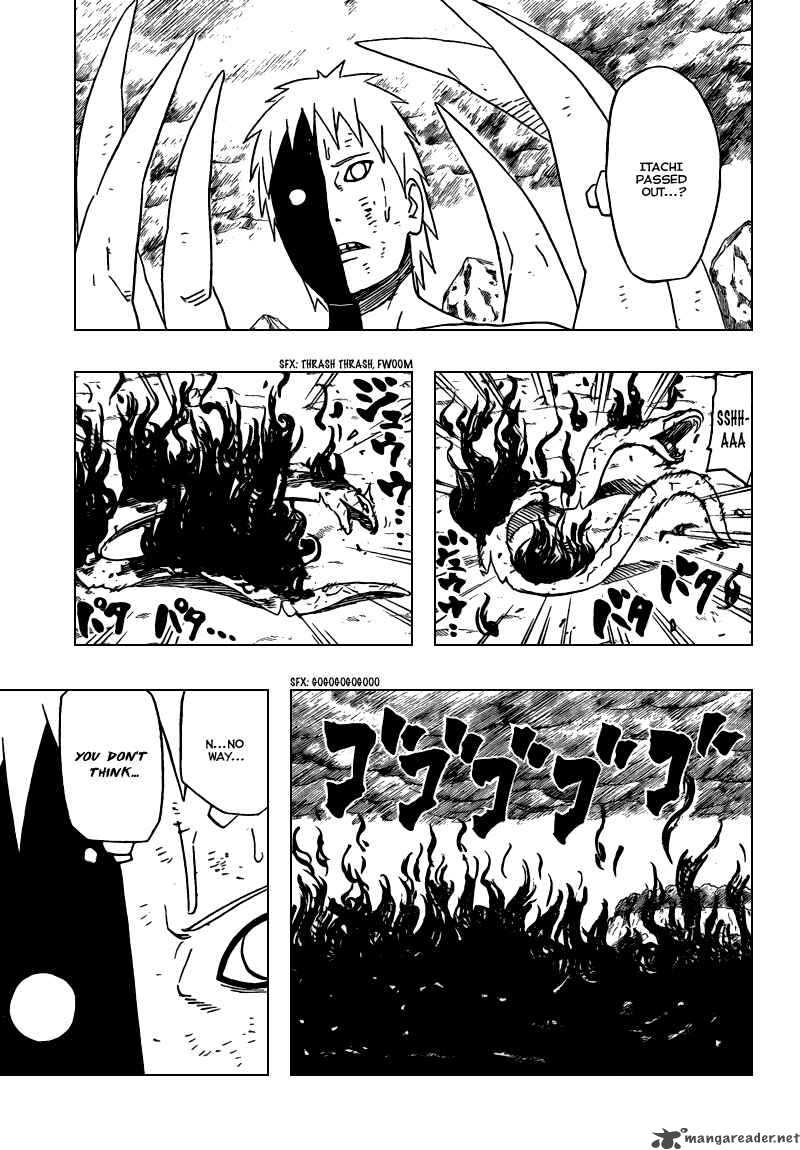 ITACHI
PASSED
OUT...?
SSHH-
AAA
バタ
バタ
ジュウウ...
SFX: THRASH THRASH, FWOOM
ジュウウウ...
パタ
パタ...
SFX: GOGOGOGOGOOO
ゴゴゴゴゴ
N...NO
WAY...
YOU DON'T
THINK...
mangareader.net